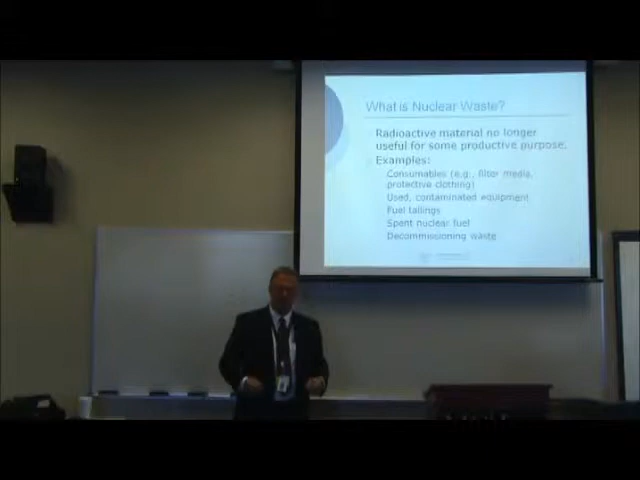 What is Nuclear Waste?
Radioactive material no longer
useful for some productive purpose.
Examples:
Consumables (e.g., filter media,
protective clothing)
Used, contaminated equipment
Fuel tailings
Spent nuclear fuel
Decommissioning waste